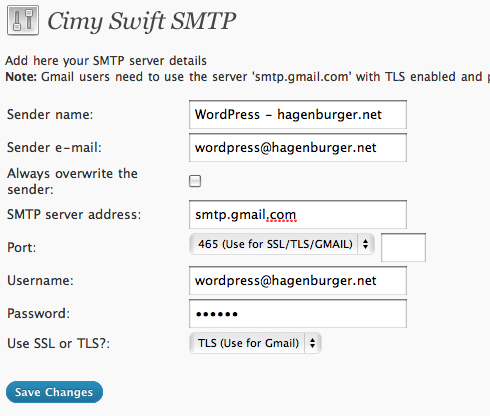 Cimy Swift SMTP
Add here your SMTP server details
Note: Gmail users need to use the server 'smtp.gmail.com' with TLS enabled and
Sender name: WordPress - hagenburger.net
Sender e-mail: wordpress@hagenburger.net
Always overwrite the
sender:
SMTP server address: smtp.gmail.com
Port: 465 (Use for SSL/TLS/GMAIL)
Username: wordpress@hagenburger.net
Password: ••••••
Use SSL or TLS?: TLS (Use for Gmail)
Save Changes